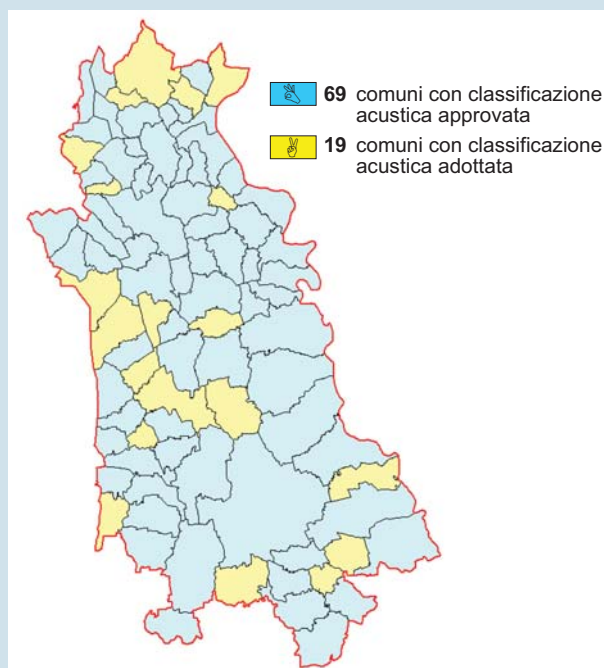 69 comuni con classificazione
acustica approvata
19 comuni con classificazione
acustica adottata